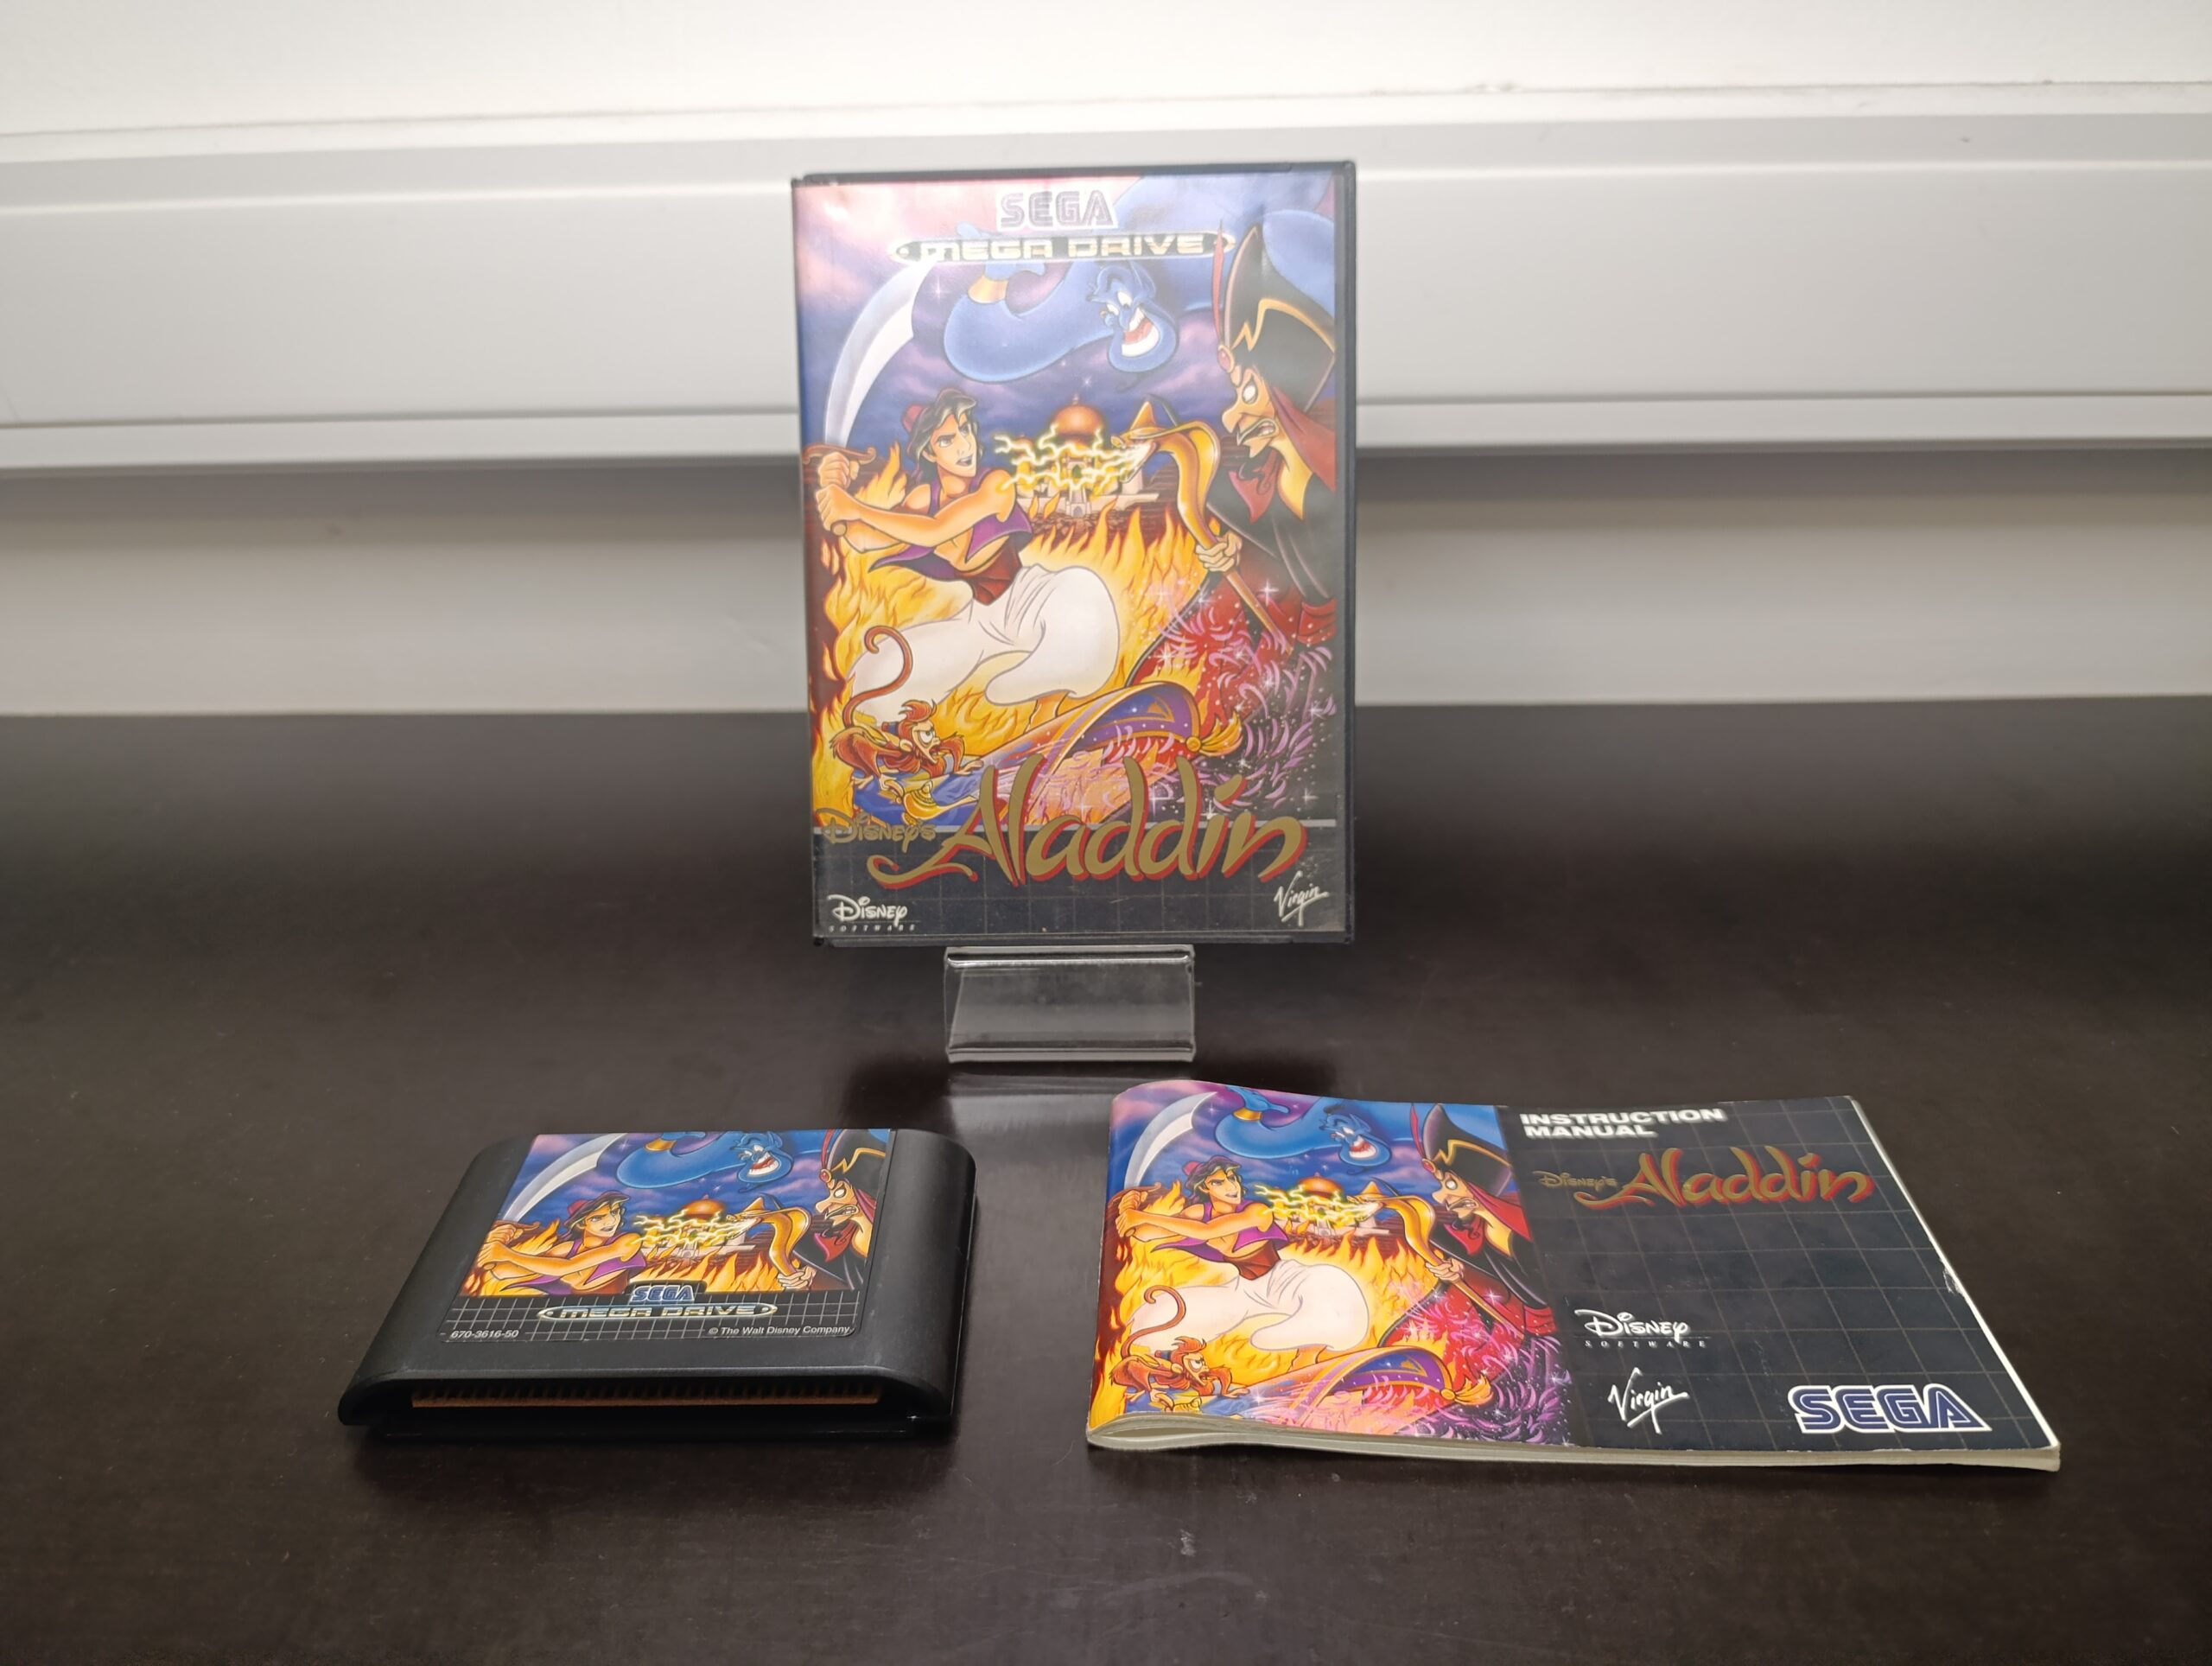 SEGA
MEGA DRIVE
DISNEY'S Aladdin
DISNEY
SOFTWARE
Virgin
SEGA
MEGA DRIVE
670-3616-50
© The Walt Disney Company
INSTRUCTION
MANUAL
DISNEY'S Aladdin
DISNEY
SOFTWARE
Virgin
SEGA